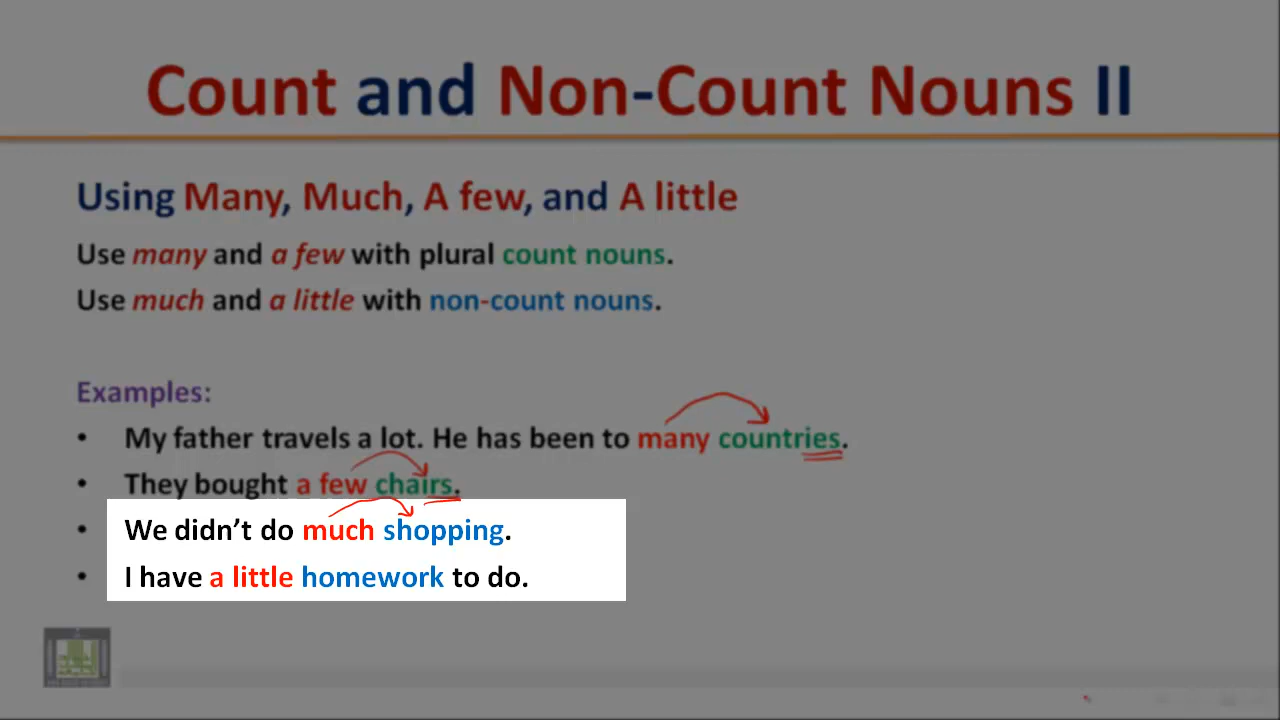 Count and Non-Count Nouns II
Using Many, Much, A few, and A little
Use many and a few with plural count nouns.
Use much and a little with non-count nouns.
Examples:
• My father travels a lot. He has been to many countries.
• They bought a few chairs.
• We didn’t do much shopping.
• I have a little homework to do.